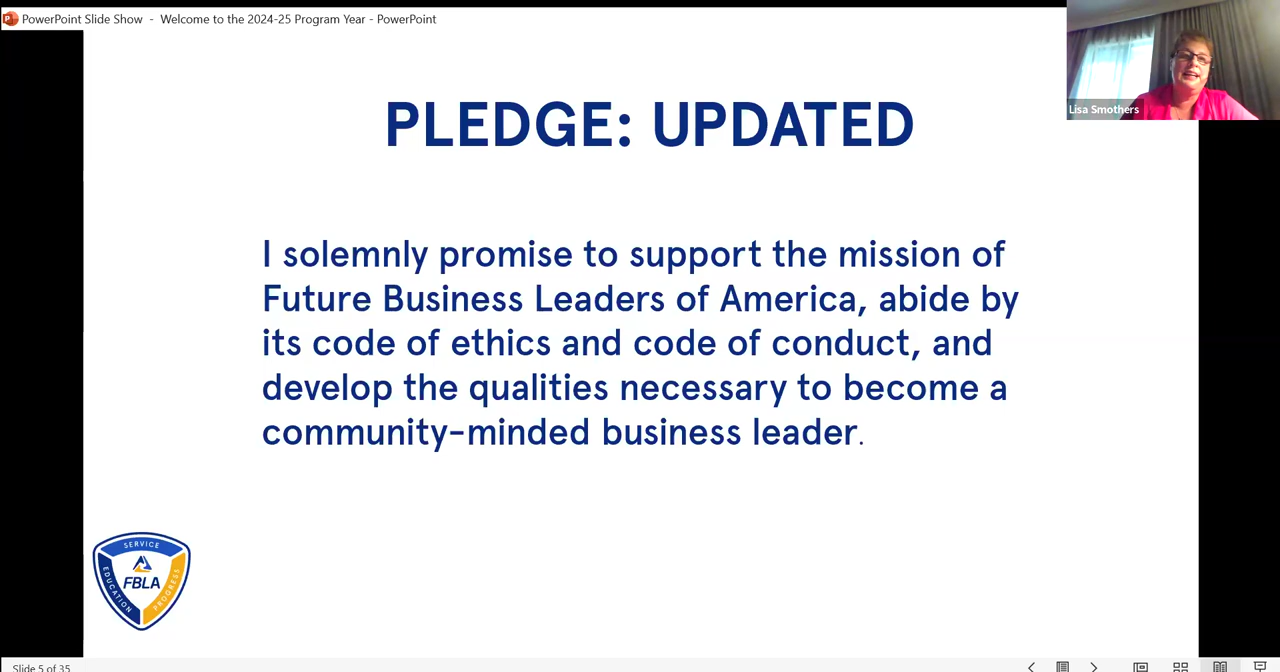 PowerPoint Slide Show - Welcome to the 2024-25 Program Year - PowerPoint
Lisa Smothers
PLEDGE: UPDATED
I solemnly promise to support the mission of
Future Business Leaders of America, abide by
its code of ethics and code of conduct, and
develop the qualities necessary to become a
community-minded business leader.
SERVICE
EDUCATION
FBLA
PROGRESS
Slide 5 of 35